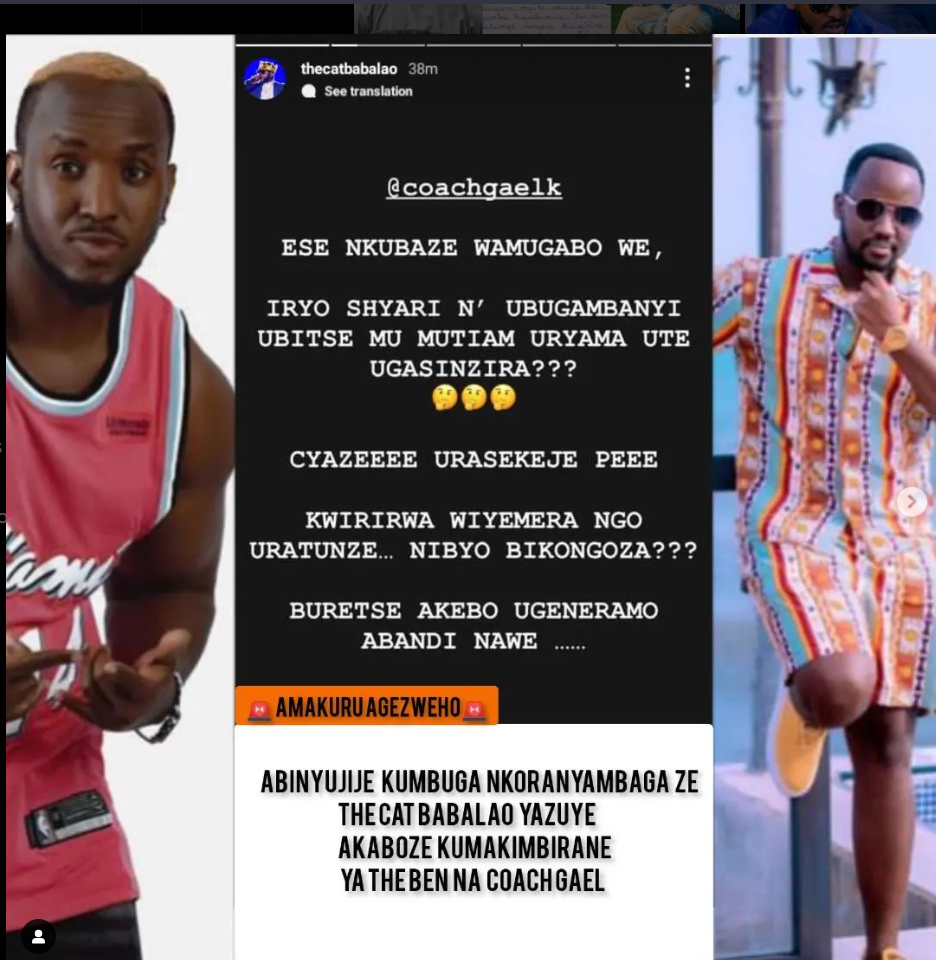 thecatbabalao 38m
See translation
@coachgaelk
ESE NKUBAZE WAMUGABO WE,
IRYO SHYARI N’ UBUGAMBANYI
UBITSE MU MUTIAM URYAMA UTE
UGASINZIRA???
🤔🤔🤔
CYAZEEEE URASEKEJE PEEE
KWIRIRWA WIYEMERA NGO
URATUNZE… NIBYO BIKONGOZA???
BURETSE AKEBO UGENERAMO
ABANDI NAWE ……
🚨 AMAKURU AGEZWEHO 🚨
ABINYUJIJE KUMBUGA NKORANYAMBAGA ZE
THE CAT BABALAO YAZUYE
AKABOZE KUMAKIMBIRANE
YA THE BEN NA COACH GAEL